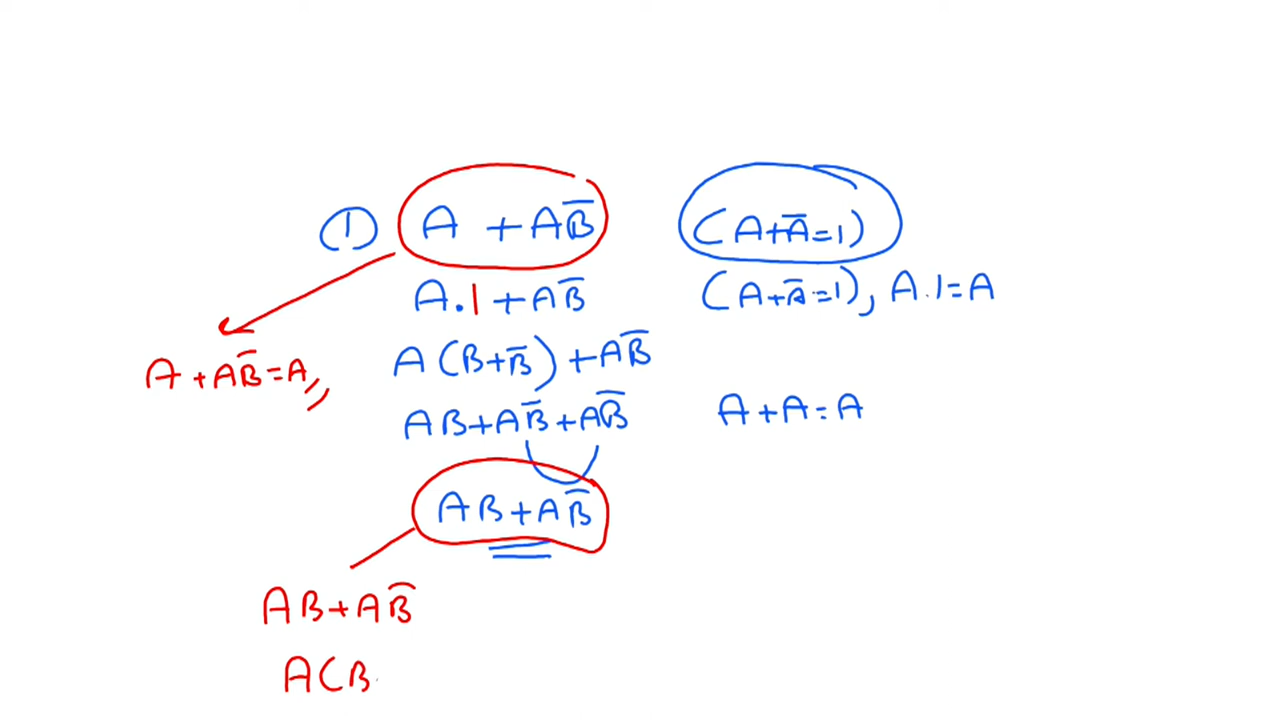 ① A + AB̅ (A+A̅=1)
A.1+AB̅ (A+A̅=1), A.1=A
A(B+B̅)+AB̅
A+AB̅=A,,
AB+AB̅+AB̅ A+A=A
AB+AB̅
AB+AB̅
A(B